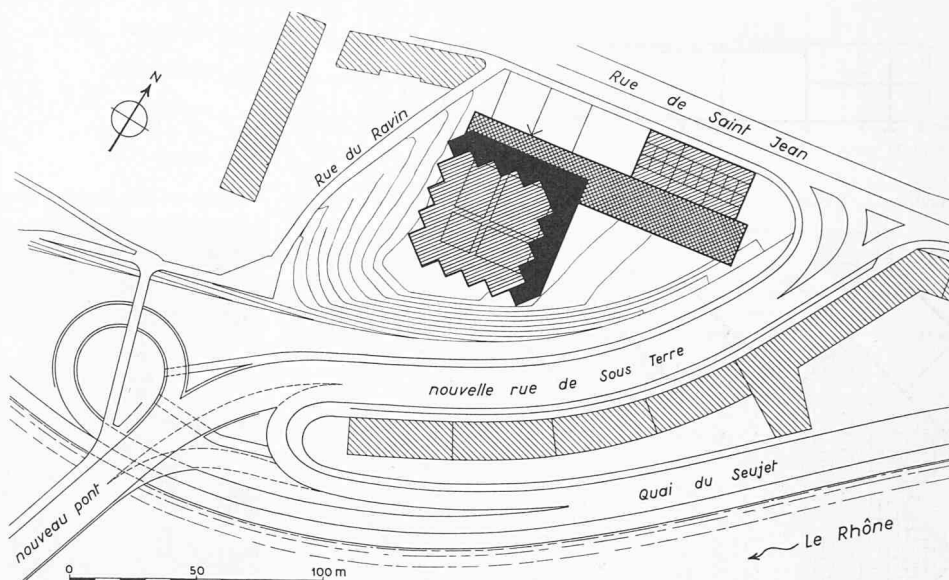 N
Rue de Saint Jean
Rue du Ravin
nouvelle rue de Sous Terre
Quai du Seujet
nouveau pont
Le Rhône
0 50 100 m